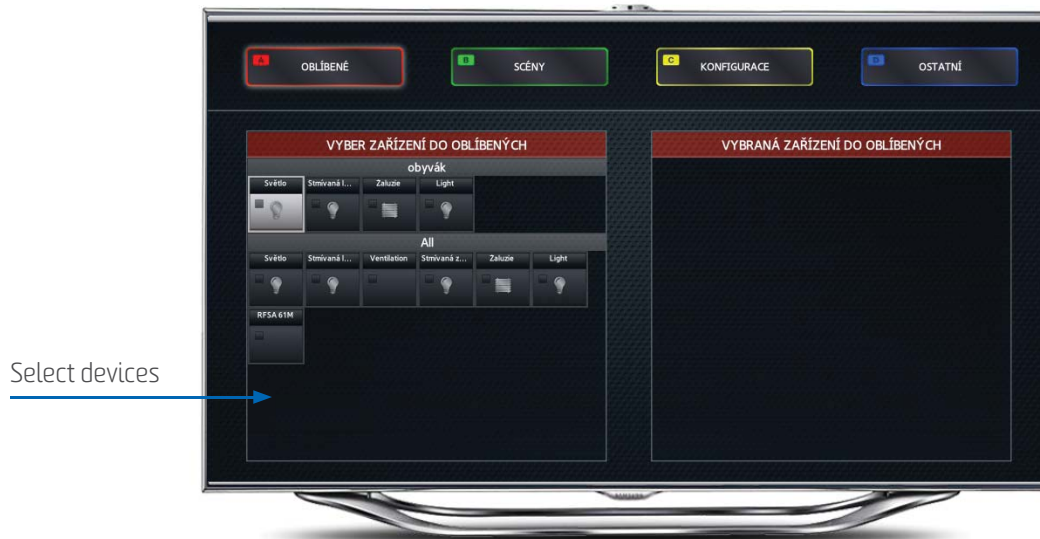 A OBLÍBENÉ
B SCÉNY
C KONFIGURACE
D OSTATNÍ
VYBER ZAŘÍZENÍ DO OBLÍBENÝCH
VYBRANÁ ZAŘÍZENÍ DO OBLÍBENÝCH
obyvák
Světlo Stmívaná l... Zaluzie Light
All
Světlo Stmívaná l... Ventilation Stmívaná z... Zaluzie Light
RFSA 61M
Select devices
SAMSUNG